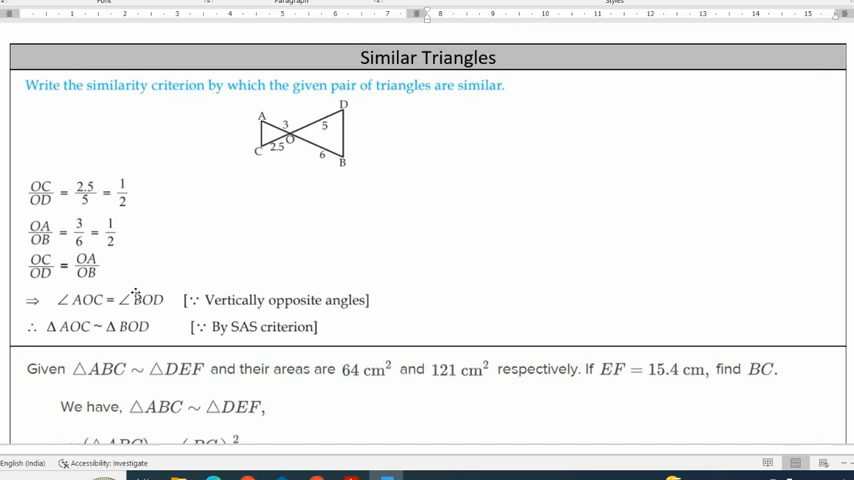 Similar Triangles
Write the similarity criterion by which the given pair of triangles are similar.
A 3 D 5
C 2.5 O 6 B
OC/OD = 2.5/5 = 1/2
OA/OB = 3/6 = 1/2
OC/OD = OA/OB
⇒ ∠ AOC = ∠ BOD [∵ Vertically opposite angles]
∴ Δ AOC ~ Δ BOD [∵ By SAS criterion]
Given △ABC ∼ △DEF and their areas are 64 cm² and 121 cm² respectively. If EF = 15.4 cm, find BC.
We have, △ABC ∼ △DEF,
English (India) Accessibility: Investigate